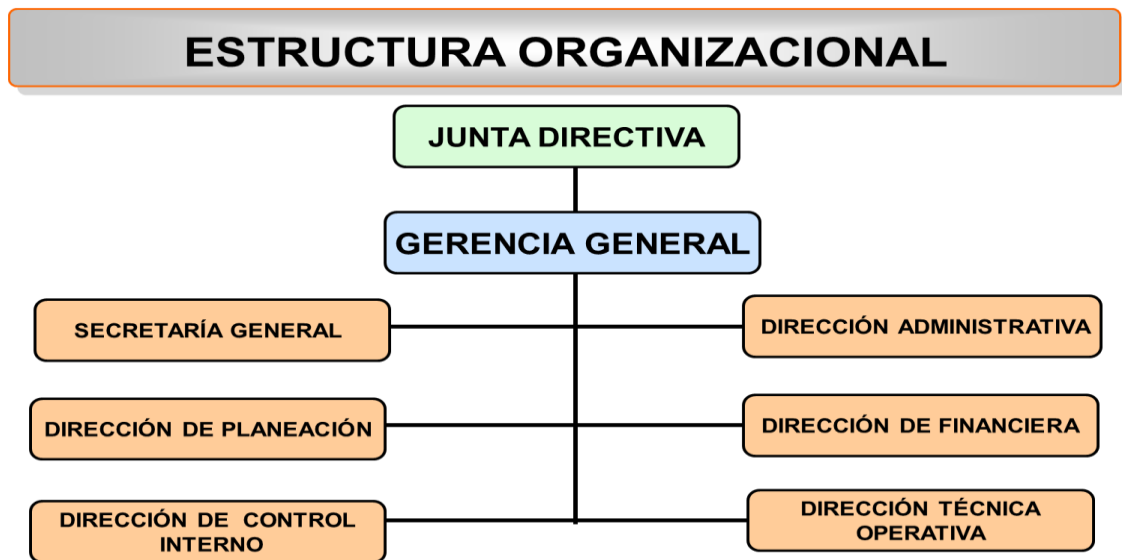 ESTRUCTURA ORGANIZACIONAL
JUNTA DIRECTIVA
GERENCIA GENERAL
SECRETARÍA GENERAL
DIRECCIÓN ADMINISTRATIVA
DIRECCIÓN DE PLANEACIÓN
DIRECCIÓN DE FINANCIERA
DIRECCIÓN DE CONTROL
INTERNO
DIRECCIÓN TÉCNICA
OPERATIVA